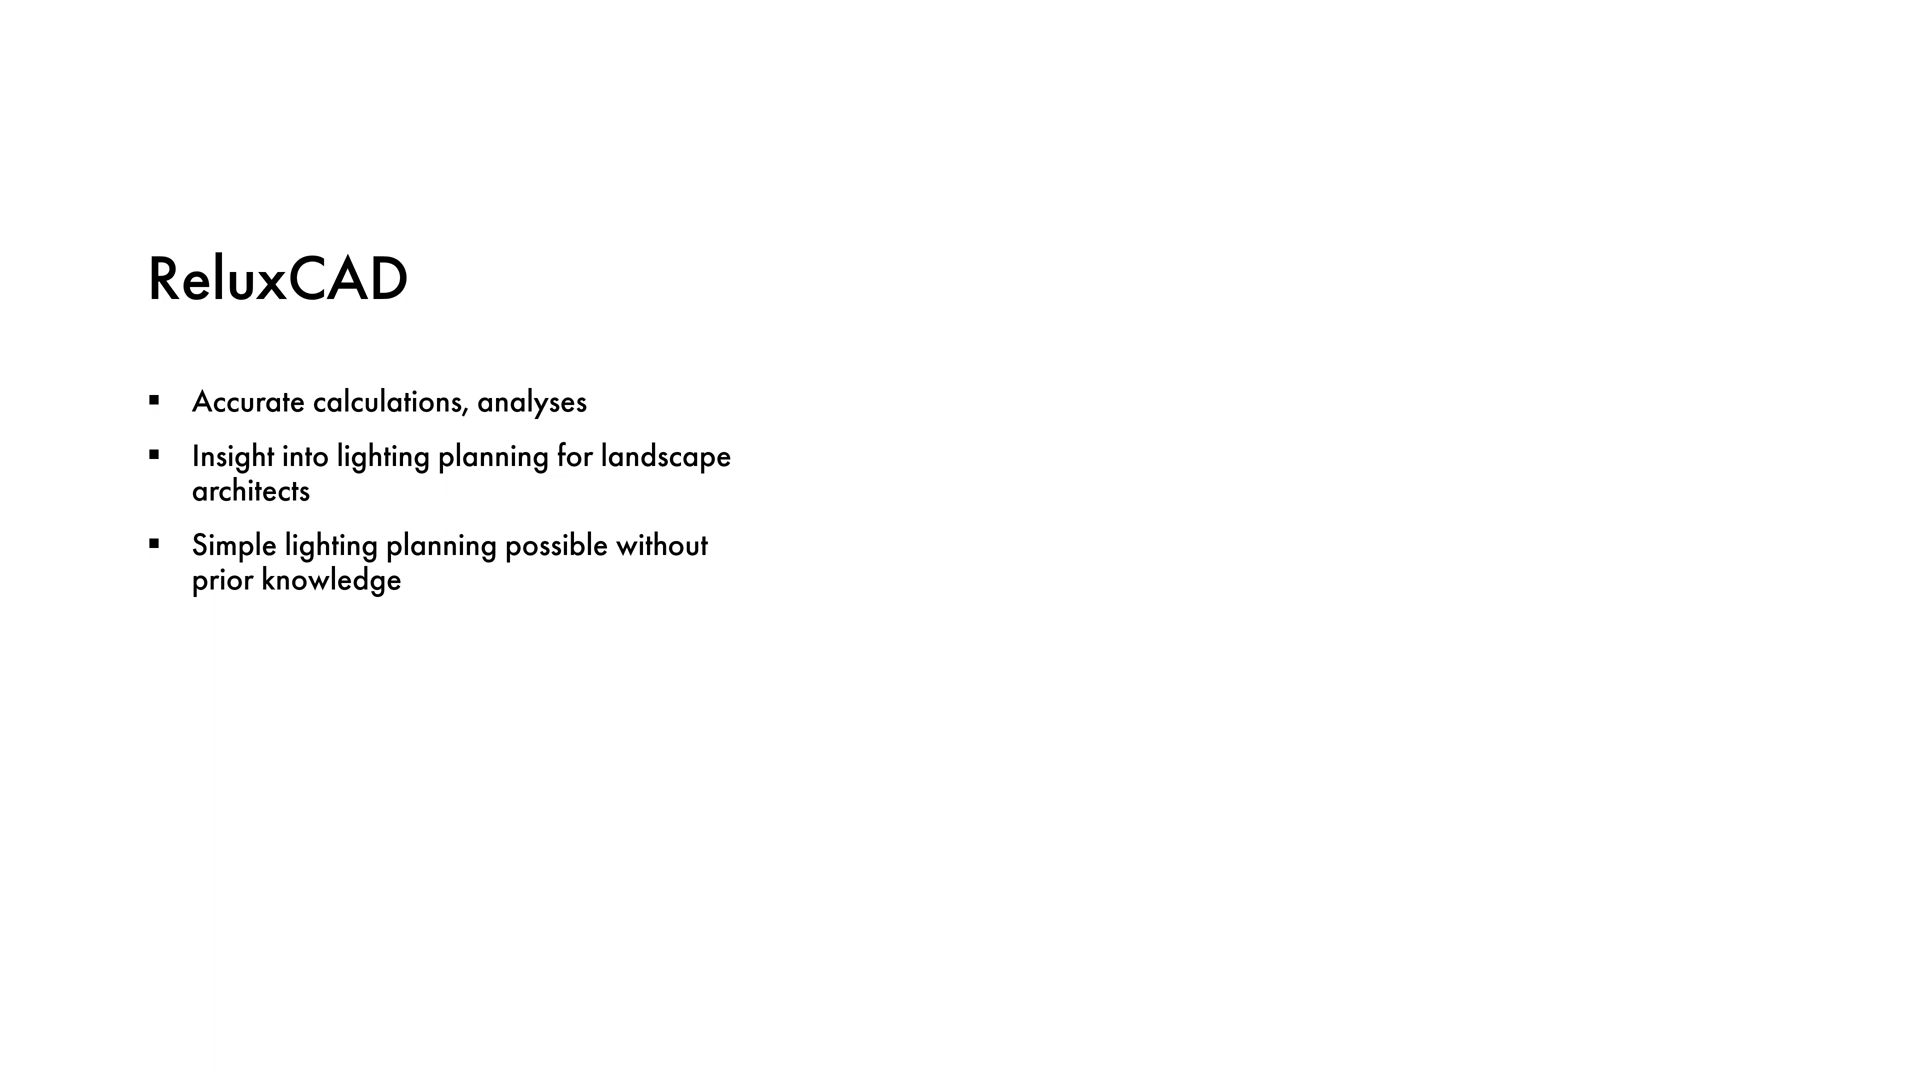 ReluxCAD
▪ Accurate calculations, analyses
▪ Insight into lighting planning for landscape
architects
▪ Simple lighting planning possible without
prior knowledge